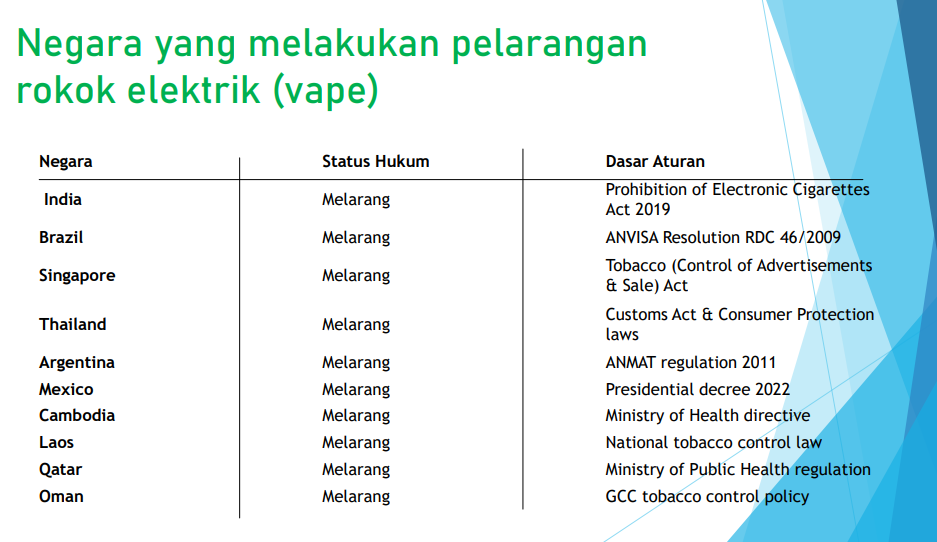 Negara yang melakukan pelarangan
rokok elektrik (vape)
Negara Status Hukum Dasar Aturan
India Melarang Prohibition of Electronic Cigarettes
Act 2019
Brazil Melarang ANVISA Resolution RDC 46/2009
Singapore Melarang Tobacco (Control of Advertisements
& Sale) Act
Thailand Melarang Customs Act & Consumer Protection
laws
Argentina Melarang ANMAT regulation 2011
Mexico Melarang Presidential decree 2022
Cambodia Melarang Ministry of Health directive
Laos Melarang National tobacco control law
Qatar Melarang Ministry of Public Health regulation
Oman Melarang GCC tobacco control policy